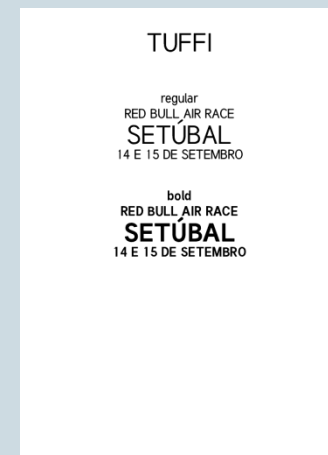 TUFFI
regular
RED BULL AIR RACE
SETÚBAL
14 E 15 DE SETEMBRO
bold
RED BULL AIR RACE
SETÚBAL
14 E 15 DE SETEMBRO